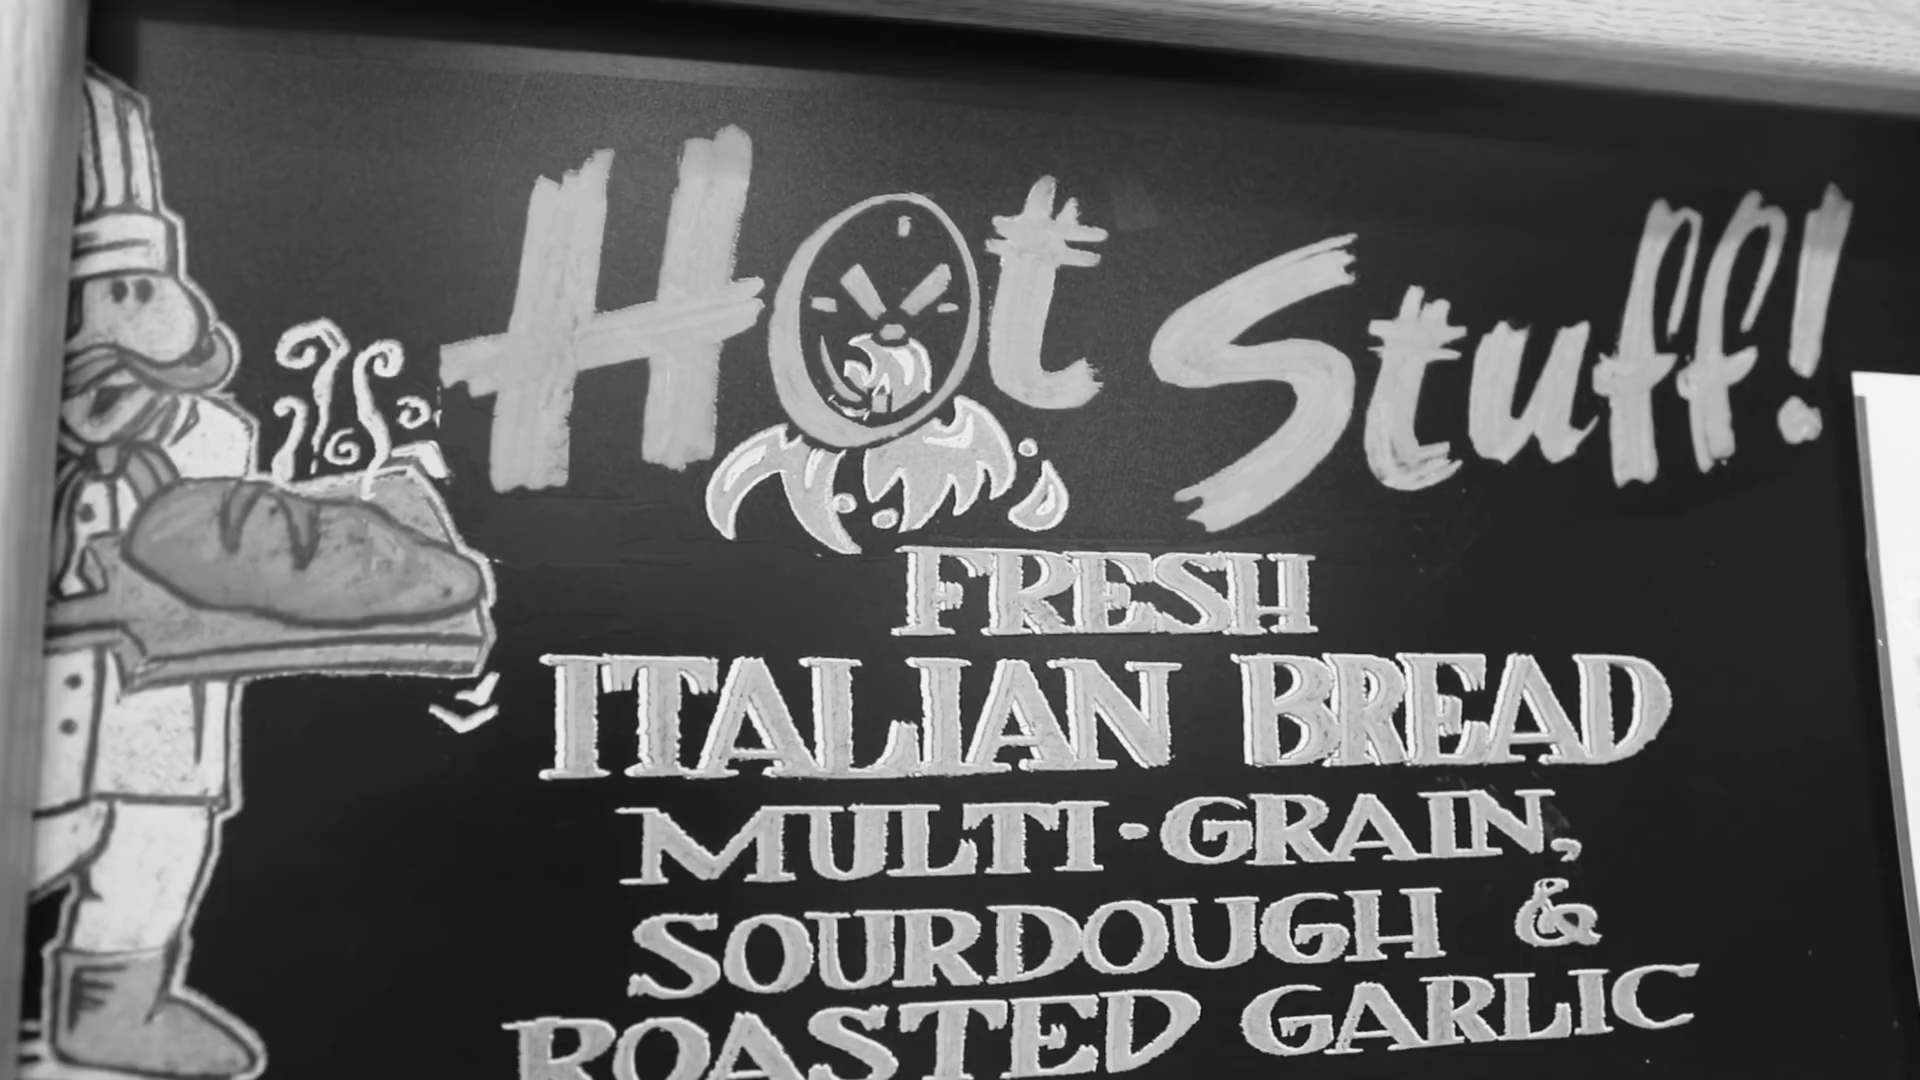 Hot Stuff!
FRESH
ITALIAN BREAD
MULTI-GRAIN,
SOURDOUGH &
ROASTED GARLIC